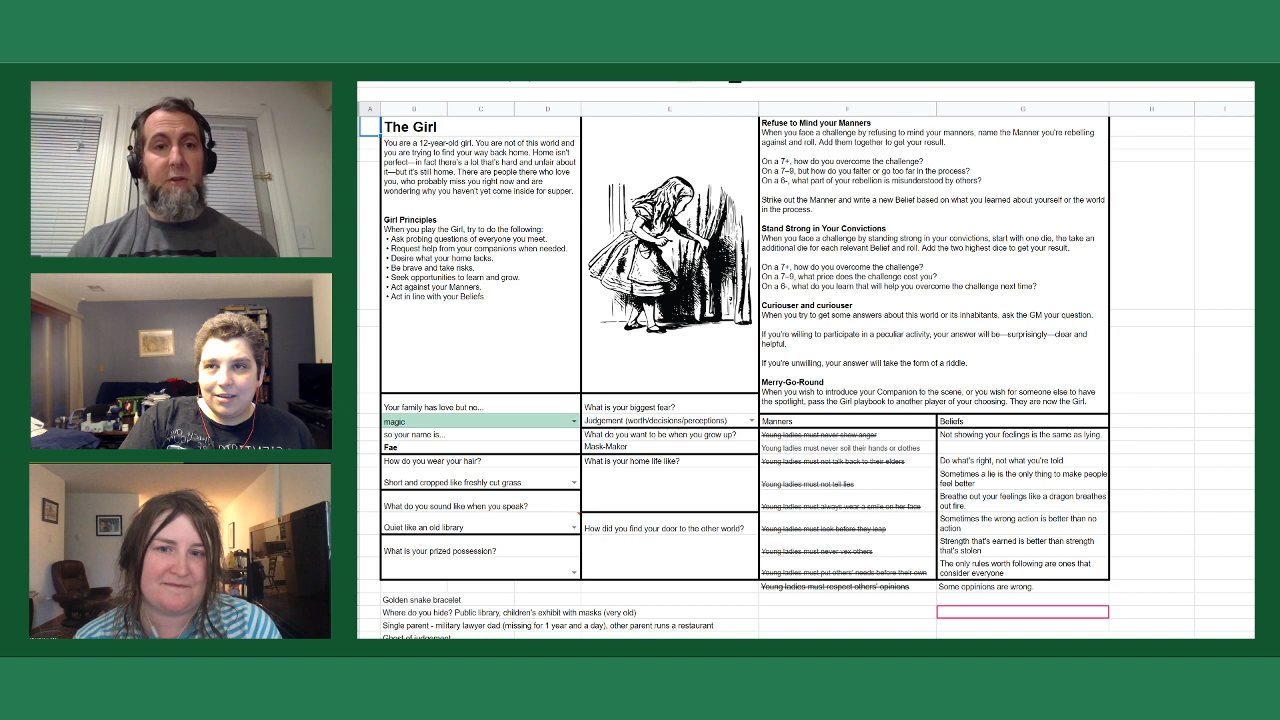 A B C D E F G H I
The Girl
You are a 12-year-old girl. You are not of this world and
you are trying to find your way back home. Home isn't
perfect—in fact there's a lot that's hard and unfair about
it—but it's still home. There are people there who love
you, who probably miss you right now and are
wondering why you haven't yet come inside for supper.
Girl Principles
When you play the Girl, try to do the following:
• Ask probing questions of everyone you meet.
• Request help from your companions when needed.
• Desire what your home lacks.
• Be brave and take risks.
• Seek opportunities to learn and grow.
• Act against your Manners.
• Act in line with your Beliefs
Refuse to Mind your Manners
When you face a challenge by refusing to mind your manners, name the Manner you're rebelling
against and roll. Add them together to get your result.
On a 7+, how do you overcome the challenge?
On a 7–9, but how do you falter or go too far in the process?
On a 6-, what part of your rebellion is misunderstood by others?
Strike out the Manner and write a new Belief based on what you learned about yourself or the world
in the process.
Stand Strong in Your Convictions
When you face a challenge by standing strong in your convictions, start with one die, the take an
additional die for each relevant Belief and roll. Add the two highest dice to get your result.
On a 7+, how do you overcome the challenge?
On a 7–9, what price does the challenge cost you?
On a 6-, what do you learn that will help you overcome the challenge next time?
Curiouser and curiouser
When you try to get some answers about this world or its inhabitants, ask the GM your question.
If you're willing to participate in a peculiar activity, your answer will be—surprisingly—clear and
helpful.
If you're unwilling, your answer will take the form of a riddle.
Merry-Go-Round
When you wish to introduce your Companion to the scene, or you wish for someone else to have
the spotlight, pass the Girl playbook to another player of your choosing. They are now the Girl.
Your family has love but no...
magic
so your name is...
Fae
How do you wear your hair?
Short and cropped like freshly cut grass
What do you sound like when you speak?
Quiet like an old library
What is your prized possession?
What is your biggest fear?
Judgement (worth/decisions/perceptions)
What do you want to be when you grow up?
Mask-Maker
What is your home life like?
How did you find your door to the other world?
Manners
Young ladies must never show anger
Young ladies must never soil their hands or clothes
Young ladies must not talk back to their elders
Young ladies must not tell lies
Young ladies must always wear a smile on her face
Young ladies must look before they leap
Young ladies must never vex others
Young ladies must put others' needs before their own
Young ladies must respect others' opinions
Beliefs
Not showing your feelings is the same as lying.
Do what's right, not what you're told
Sometimes a lie is the only thing to make people
feel better
Breathe out your feelings like a dragon breathes
out fire.
Sometimes the wrong action is better than no
action
Strength that's earned is better than strength
that's stolen
The only rules worth following are ones that
consider everyone
Some oppinions are wrong.
Golden snake bracelet
Where do you hide? Public library, children's exhibit with masks (very old)
Single parent - military lawyer dad (missing for 1 year and a day), other parent runs a restaurant
Ghost of judgement